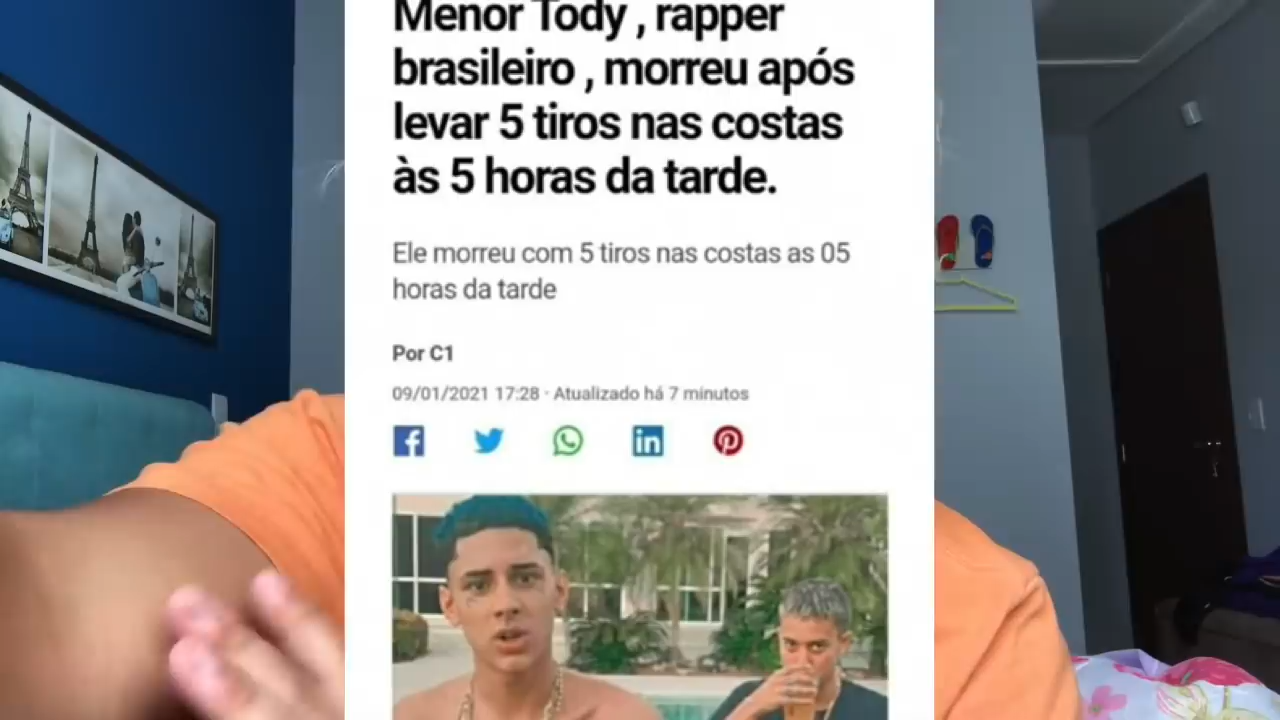 Menor Tody , rapper
brasileiro , morreu após
levar 5 tiros nas costas
às 5 horas da tarde.
Ele morreu com 5 tiros nas costas as 05
horas da tarde
Por C1
09/01/2021 17:28 · Atualizado há 7 minutos